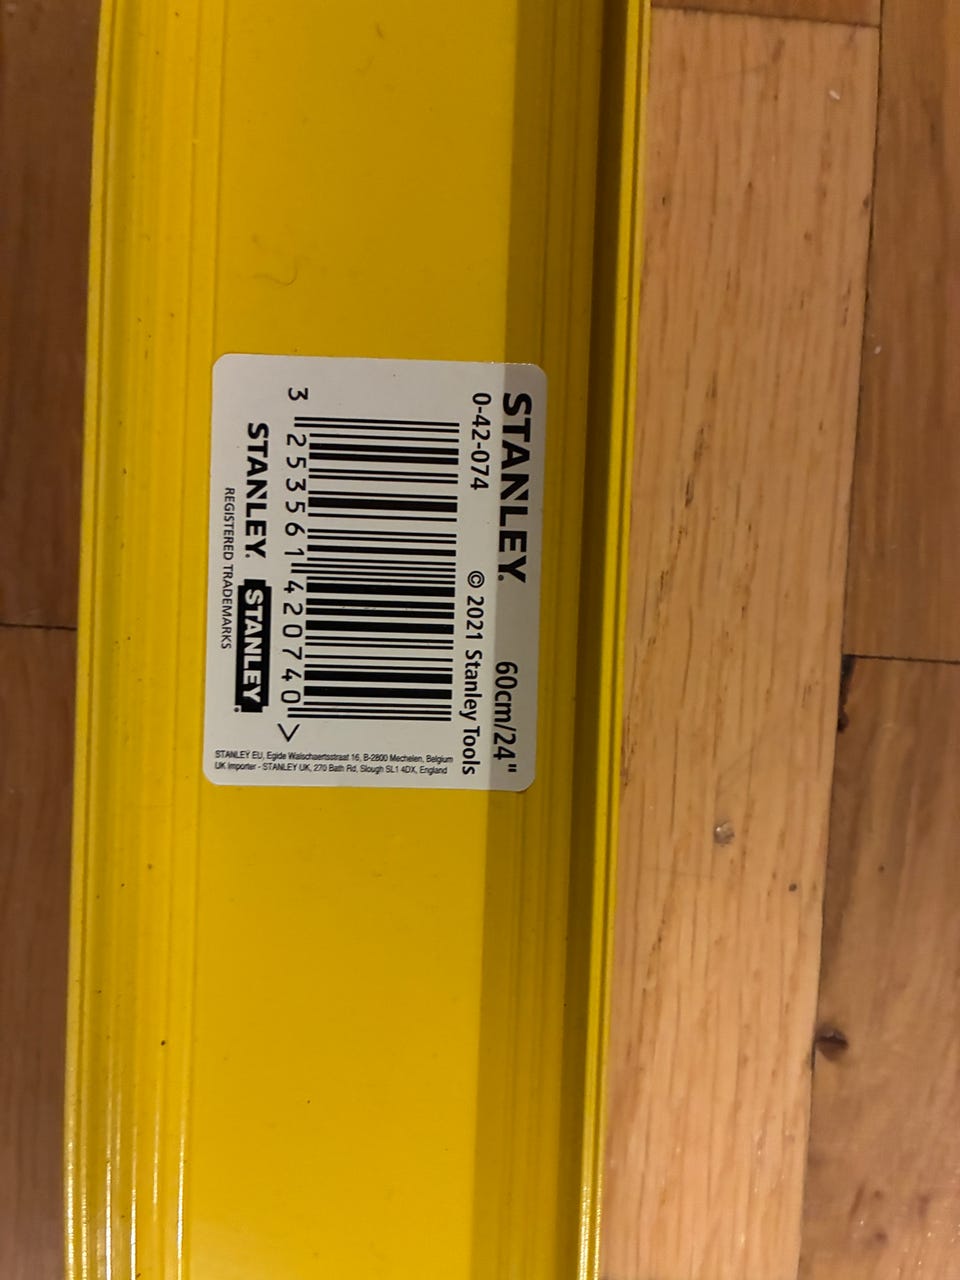 STANLEY® 60cm/24"
0-42-074 © 2021 Stanley Tools
3 253561 420740 >
STANLEY® STANLEY®
REGISTERED TRADEMARKS
STANLEY EU, Egide Walschaertsstraat 16, B-2800 Mechelen, Belgium
UK Importer - STANLEY UK, 270 Bath Rd, Slough SL1 4DX, England